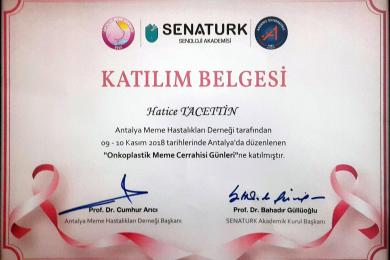 SENATURK
SENOLOJİ AKADEMİSİ
KATILIM BELGESİ
Hatice TACETTİN
Antalya Meme Hastalıkları Derneği tarafından
09 - 10 Kasım 2018 tarihlerinde Antalya'da düzenlenen
"Onkoplastik Meme Cerrahisi Günleri"ne katılmıştır.
Prof. Dr. Cumhur Arıcı
Antalya Meme Hastalıkları Derneği Başkanı
Prof. Dr. Bahadır Güllüoğlu
SENATURK Akademik Kurul Başkanı